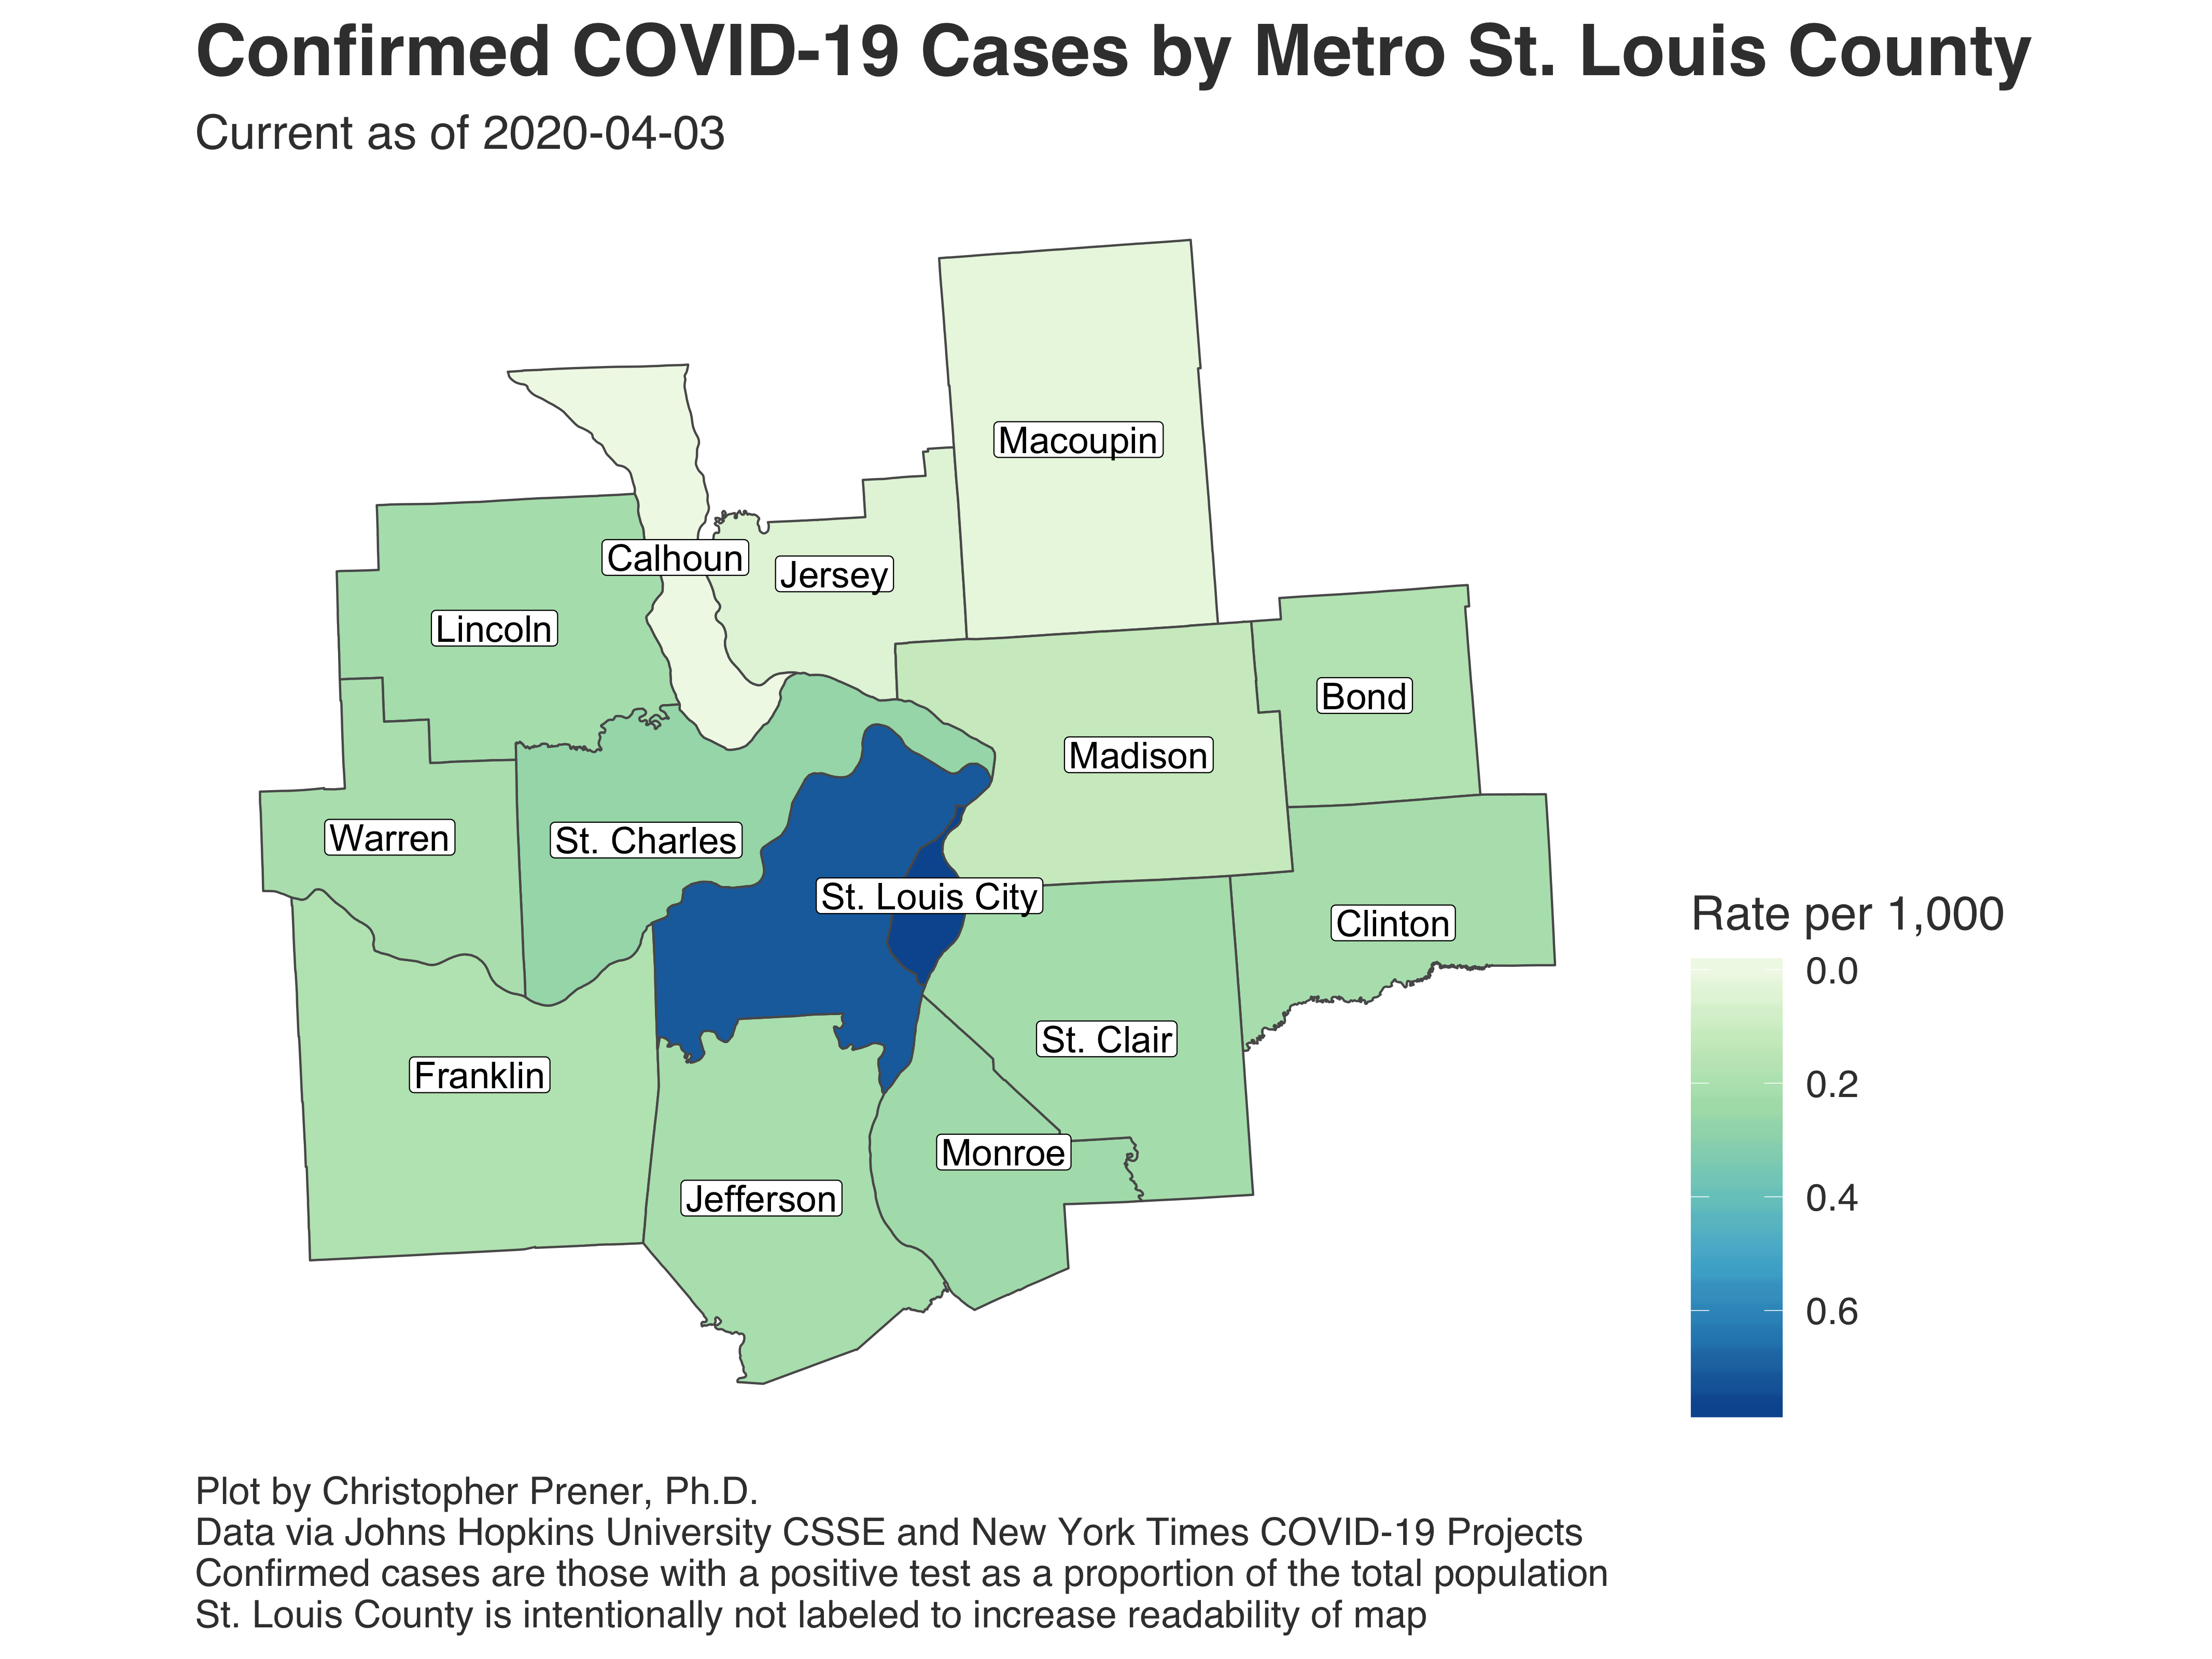 Confirmed COVID-19 Cases by Metro St. Louis County
Current as of 2020-04-03
Macoupin
Calhoun
Jersey
Lincoln
Bond
Madison
Warren
St. Charles
St. Louis City
Clinton
St. Clair
Franklin
Monroe
Jefferson
Rate per 1,000
0.0
0.2
0.4
0.6
Plot by Christopher Prener, Ph.D.
Data via Johns Hopkins University CSSE and New York Times COVID-19 Projects
Confirmed cases are those with a positive test as a proportion of the total population
St. Louis County is intentionally not labeled to increase readability of map